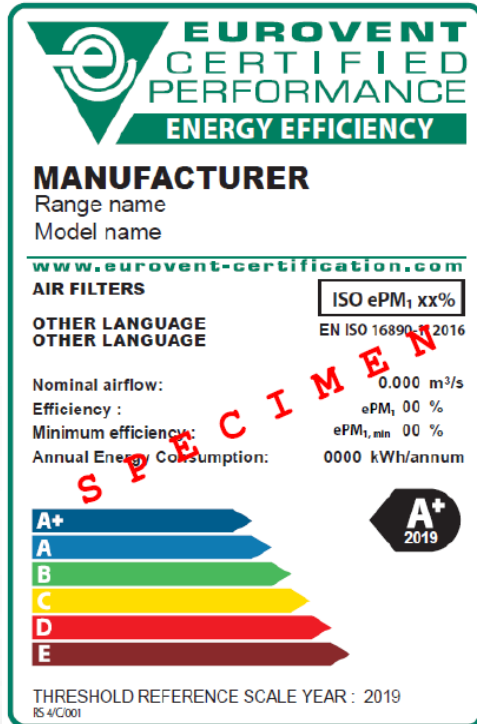 EUROVENT
CERTIFIED
PERFORMANCE
ENERGY EFFICIENCY
MANUFACTURER
Range name
Model name
www.eurovent-certification.com
AIR FILTERS
ISO ePM₁ xx%
OTHER LANGUAGE
OTHER LANGUAGE
EN ISO 16890-1:2016
SPECIMEN
Nominal airflow: 0.000 m³/s
Efficiency : ePM₁ 00 %
Minimum efficiency: ePM₁,min 00 %
Annual Energy Consumption: 0000 kWh/annum
A+
A
B
C
D
E
A+
2019
THRESHOLD REFERENCE SCALE YEAR : 2019
RS 4/C/001